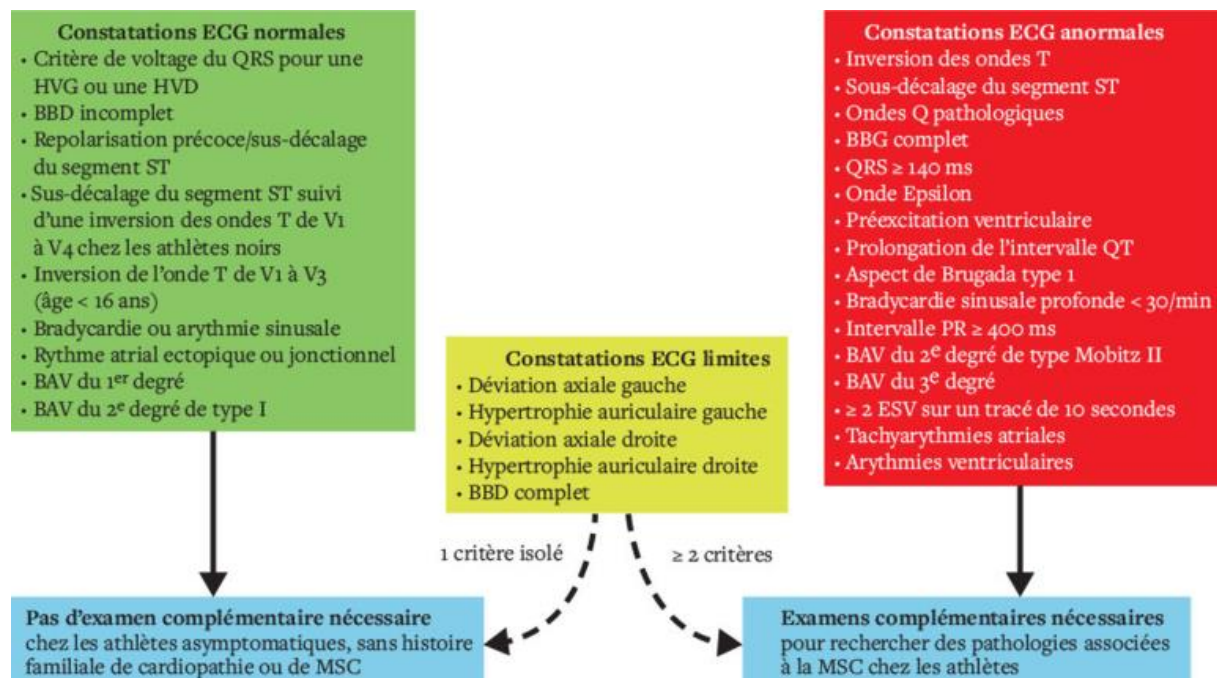 Constatations ECG normales
• Critère de voltage du QRS pour une
HVG ou une HVD
• BBD incomplet
• Repolarisation précoce/sus-décalage
du segment ST
• Sus-décalage du segment ST suivi
d’une inversion des ondes T de V1
à V4 chez les athlètes noirs
• Inversion de l’onde T de V1 à V3
(âge < 16 ans)
• Bradycardie ou arythmie sinusale
• Rythme atrial ectopique ou jonctionnel
• BAV du 1er degré
• BAV du 2e degré de type I
Constatations ECG limites
• Déviation axiale gauche
• Hypertrophie auriculaire gauche
• Déviation axiale droite
• Hypertrophie auriculaire droite
• BBD complet
Constatations ECG anormales
• Inversion des ondes T
• Sous-décalage du segment ST
• Ondes Q pathologiques
• BBG complet
• QRS ≥ 140 ms
• Onde Epsilon
• Préexcitation ventriculaire
• Prolongation de l’intervalle QT
• Aspect de Brugada type 1
• Bradycardie sinusale profonde < 30/min
• Intervalle PR ≥ 400 ms
• BAV du 2e degré de type Mobitz II
• BAV du 3e degré
• ≥ 2 ESV sur un tracé de 10 secondes
• Tachyarythmies atriales
• Arythmies ventriculaires
1 critère isolé
≥ 2 critères
Pas d’examen complémentaire nécessaire
chez les athlètes asymptomatiques, sans histoire
familiale de cardiopathie ou de MSC
Examens complémentaires nécessaires
pour rechercher des pathologies associées
à la MSC chez les athlètes